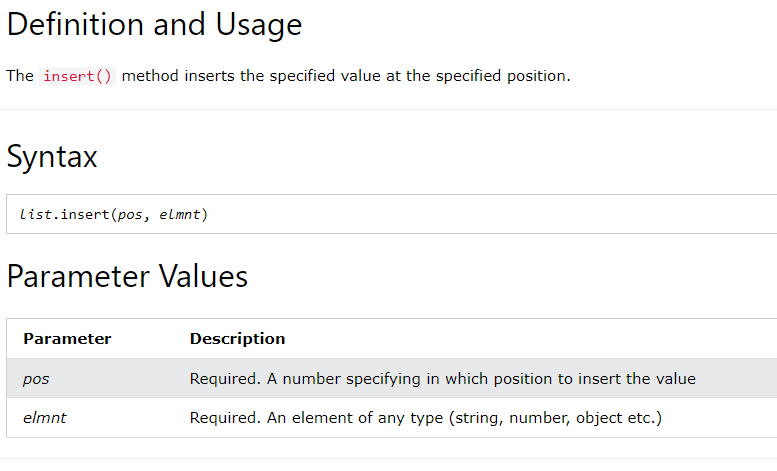 Definition and Usage
The insert() method inserts the specified value at the specified position.
Syntax
list.insert(pos, elmnt)
Parameter Values
Parameter Description
pos Required. A number specifying in which position to insert the value
elmnt Required. An element of any type (string, number, object etc.)